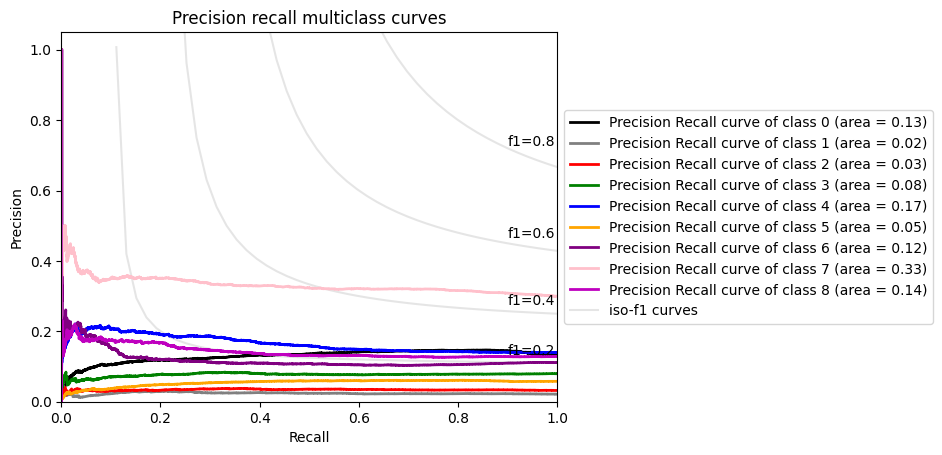 Precision recall multiclass curves
Precision
1.0
0.8
0.6
0.4
0.2
0.0
f1=0.8
f1=0.6
f1=0.4
f1=0.2
0.0 0.2 0.4 0.6 0.8 1.0
Recall
Precision Recall curve of class 0 (area = 0.13)
Precision Recall curve of class 1 (area = 0.02)
Precision Recall curve of class 2 (area = 0.03)
Precision Recall curve of class 3 (area = 0.08)
Precision Recall curve of class 4 (area = 0.17)
Precision Recall curve of class 5 (area = 0.05)
Precision Recall curve of class 6 (area = 0.12)
Precision Recall curve of class 7 (area = 0.33)
Precision Recall curve of class 8 (area = 0.14)
iso-f1 curves